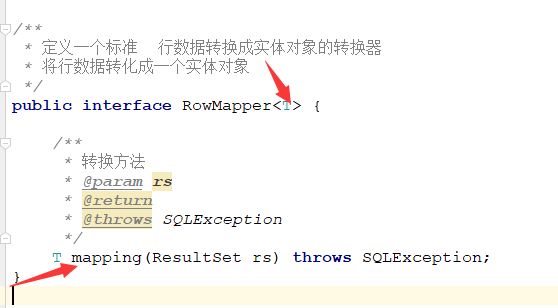 /**
 * 定义一个标准  行数据转换成实体对象的转换器
 * 将行数据转化成一个实体对象
 */
public interface RowMapper<T> {
/**
 * 转换方法
 * @param rs
 * @return
 * @throws SQLException
 */
T mapping(ResultSet rs) throws SQLException;
}